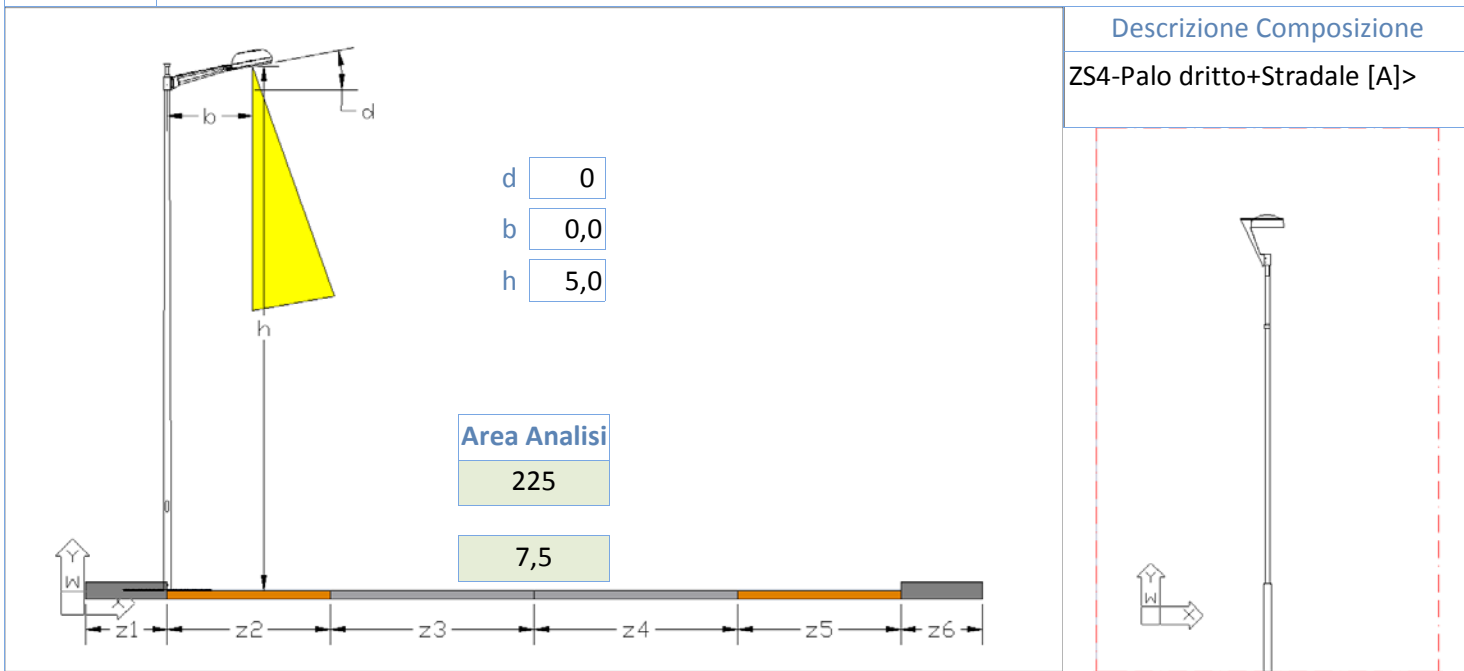 Descrizione Composizione
ZS4-Palo dritto+Stradale [A]>
b
d
d 0
b 0,0
h 5,0
h
Area Analisi
225
7,5
Y
W
X
z1 z2 z3 z4 z5 z6
Y
W
X